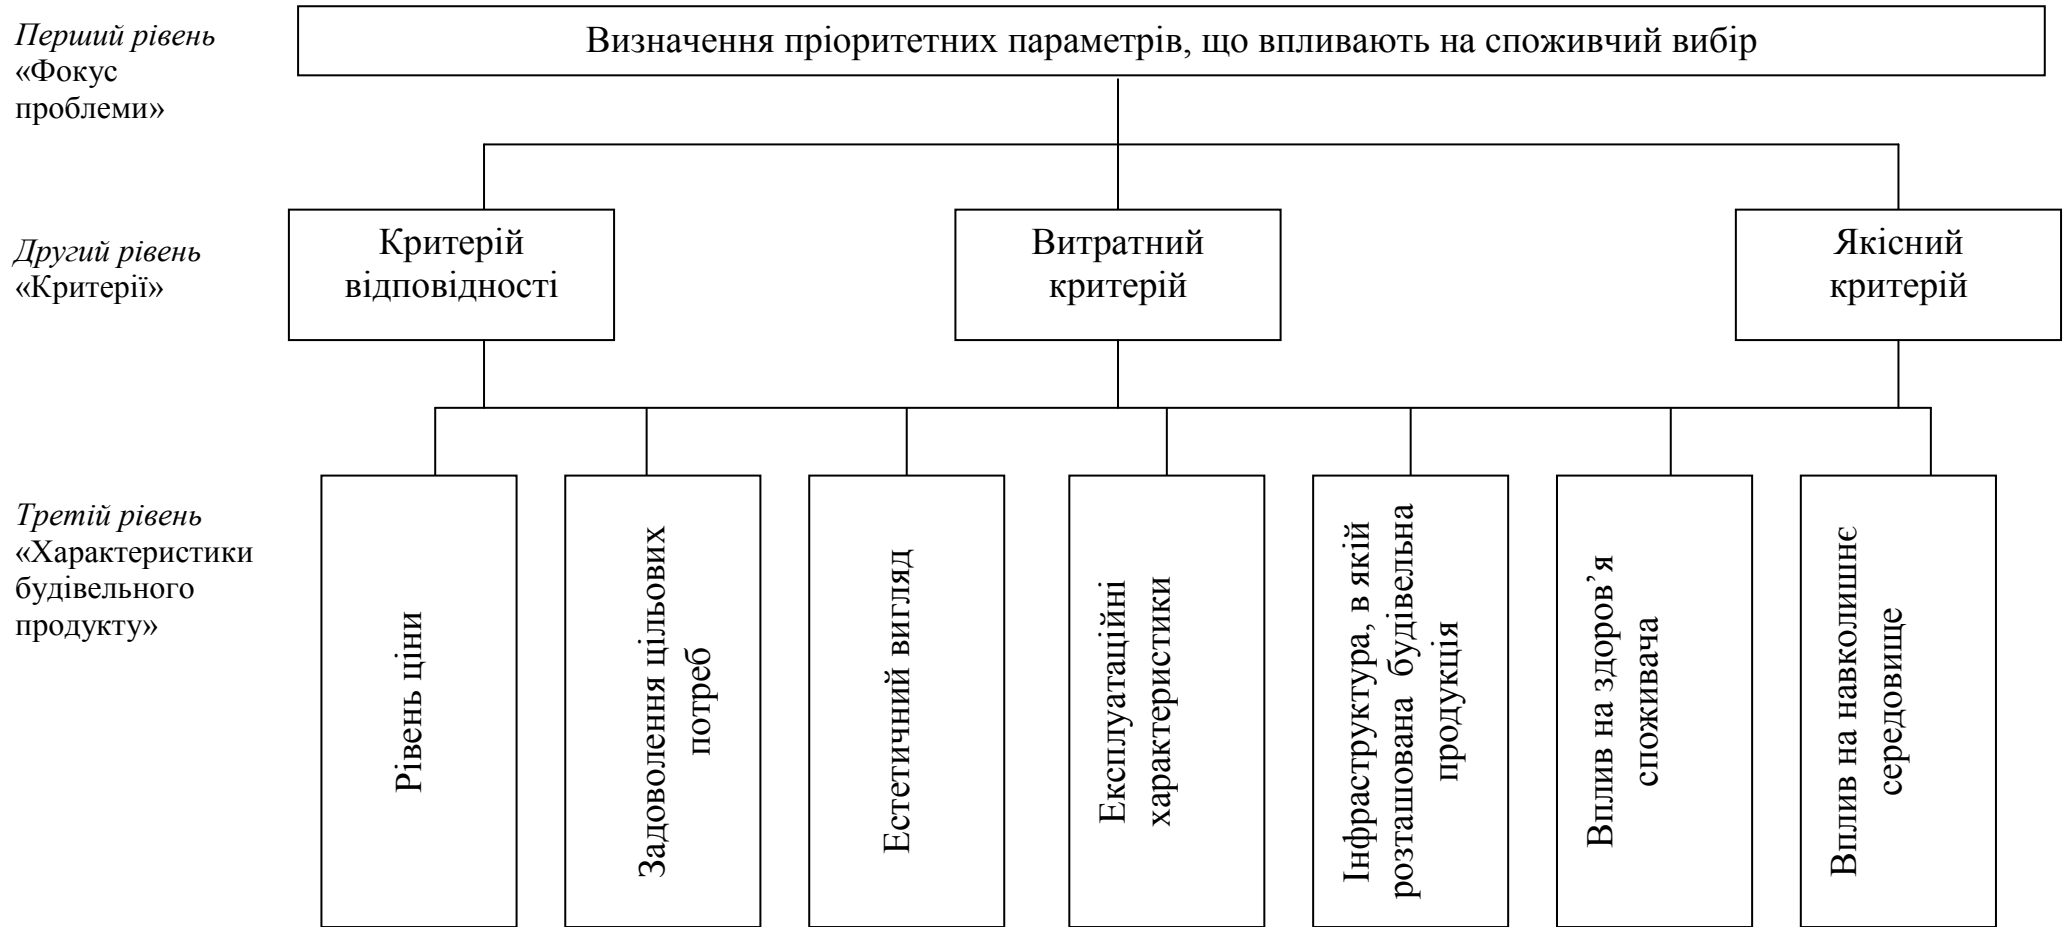 Перший рівень
«Фокус
проблеми»
Визначення пріоритетних параметрів, що впливають на споживчий вибір
Другий рівень
«Критерії»
Критерій
відповідності
Витратний
критерій
Якісний
критерій
Третій рівень
«Характеристики
будівельного
продукту»
Рівень ціни
Задоволення цільових
потреб
Естетичний вигляд
Експлуатаційні
характеристики
Інфраструктура, в якій
розташована будівельна
продукція
Вплив на здоров’я
споживача
Вплив на навколишнє
середовище